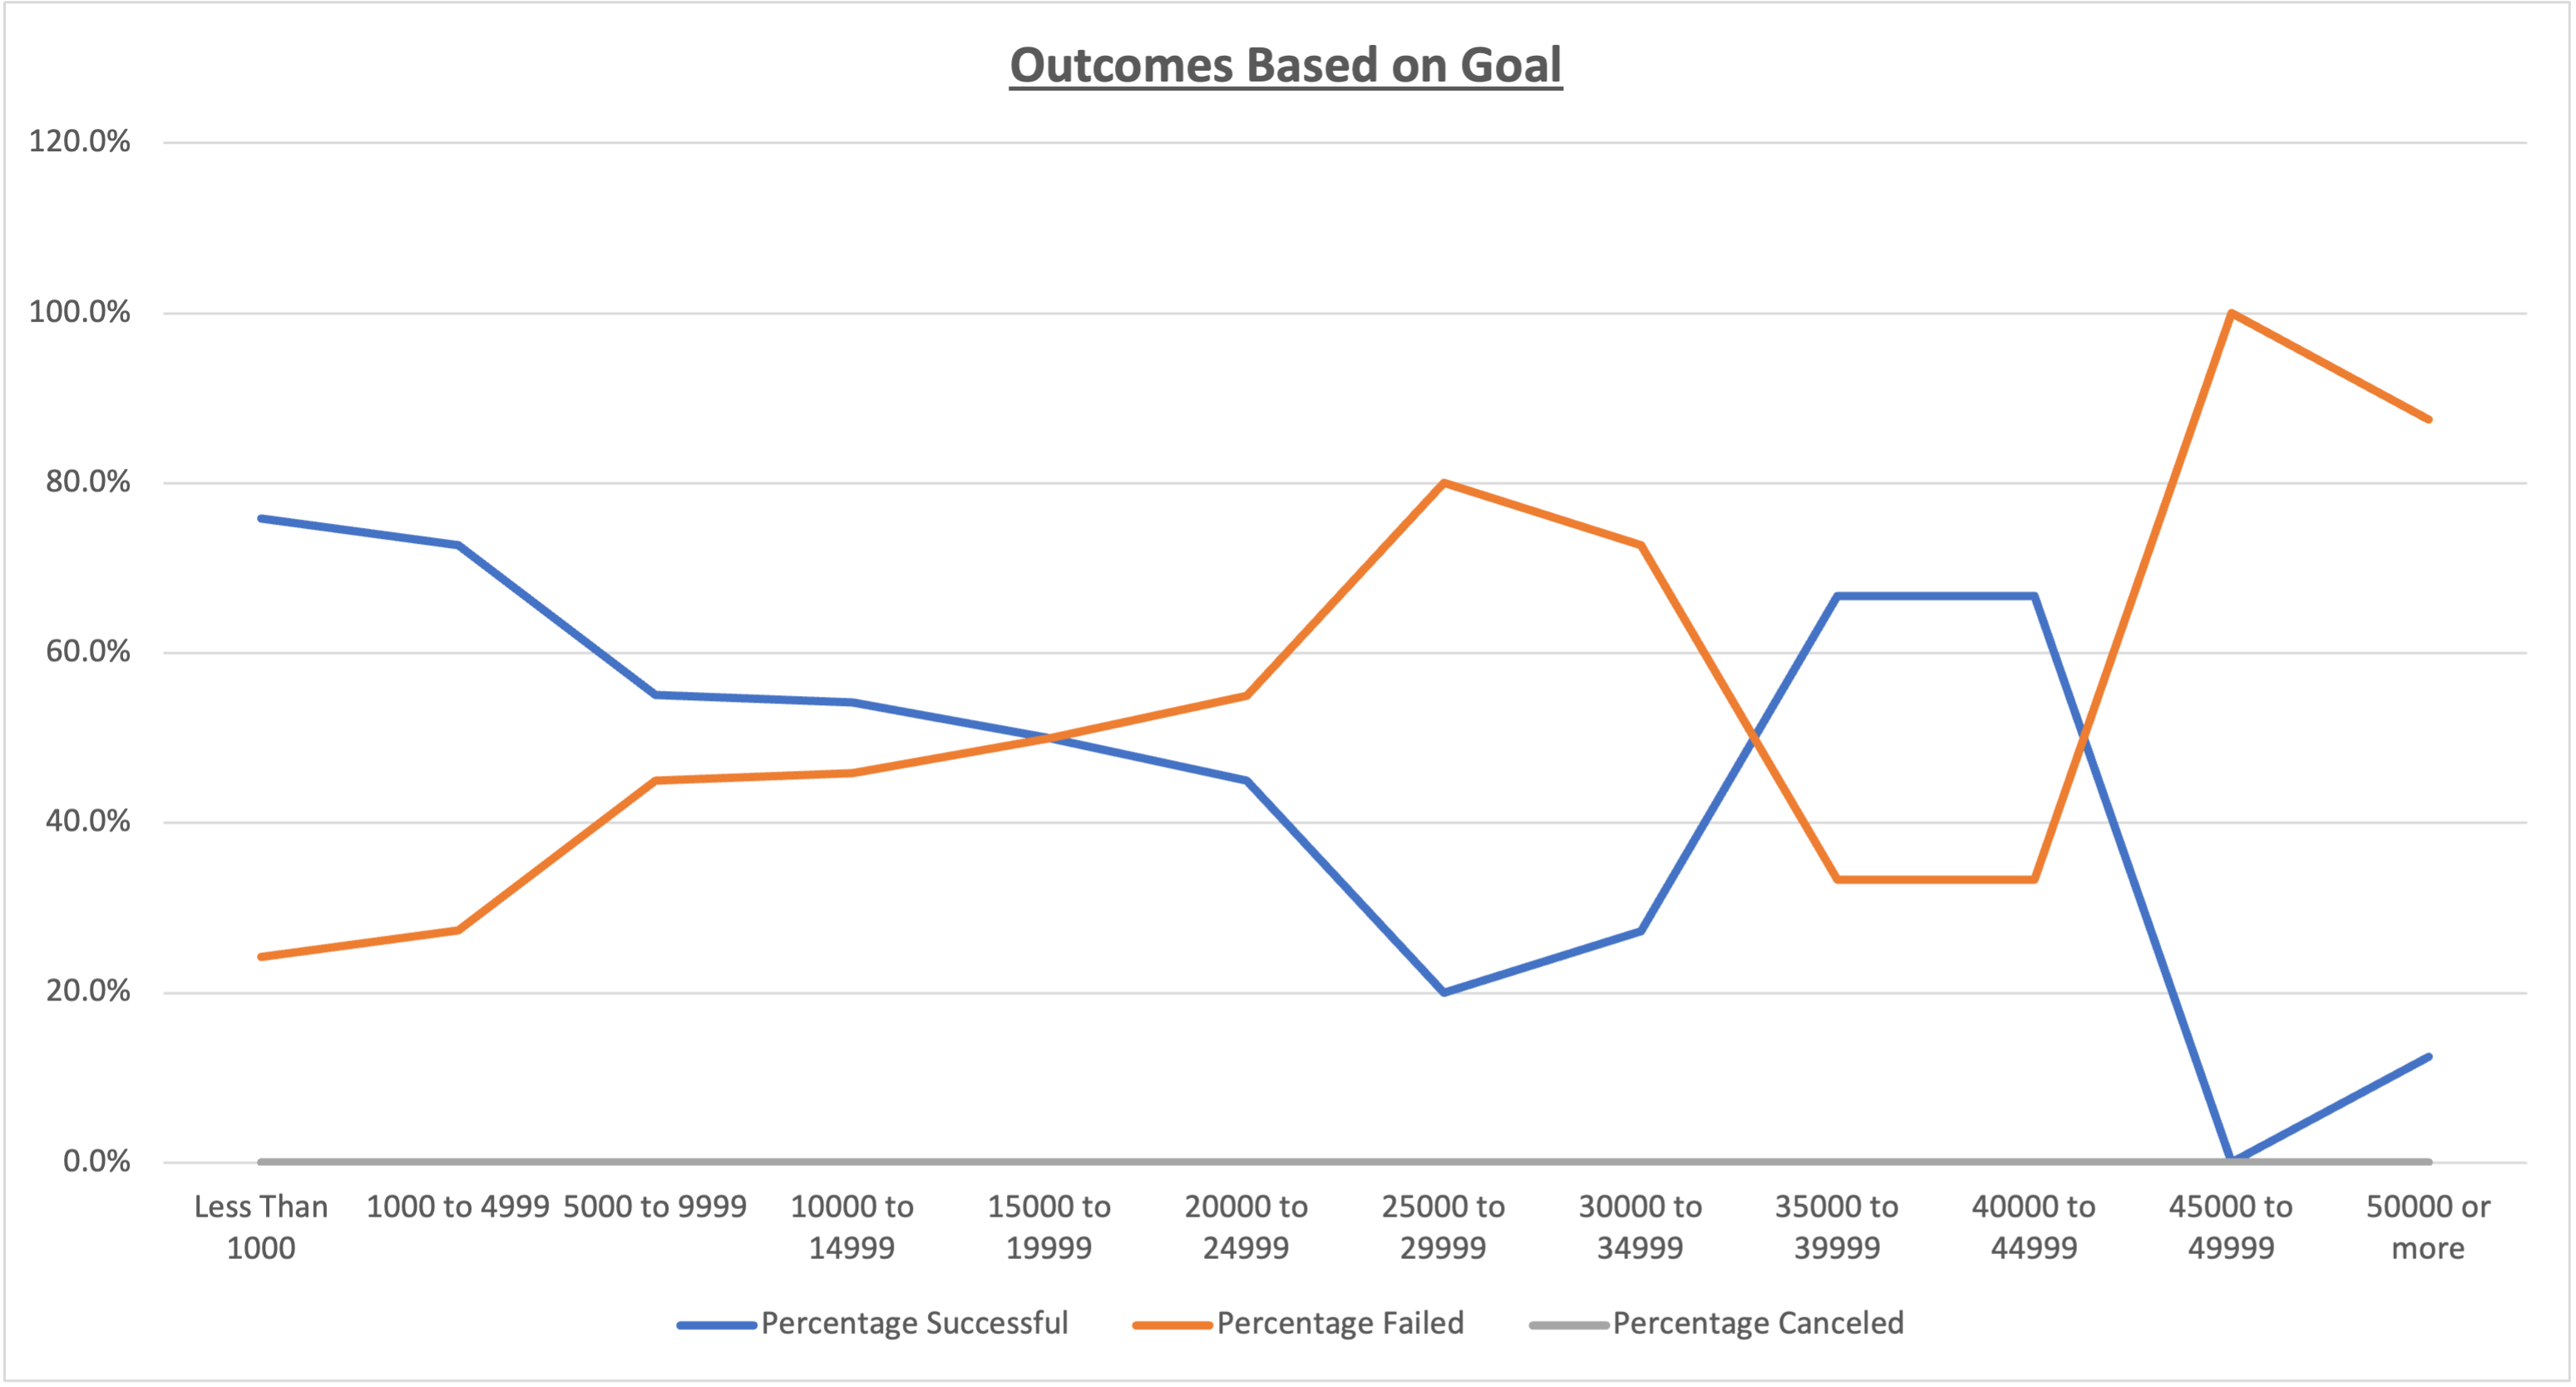 Outcomes Based on Goal
120.0%
100.0%
80.0%
60.0%
40.0%
20.0%
0.0%
Less Than
1000
1000 to 4999
5000 to 9999
10000 to
14999
15000 to
19999
20000 to
24999
25000 to
29999
30000 to
34999
35000 to
39999
40000 to
44999
45000 to
49999
50000 or
more
Percentage Successful
Percentage Failed
Percentage Canceled